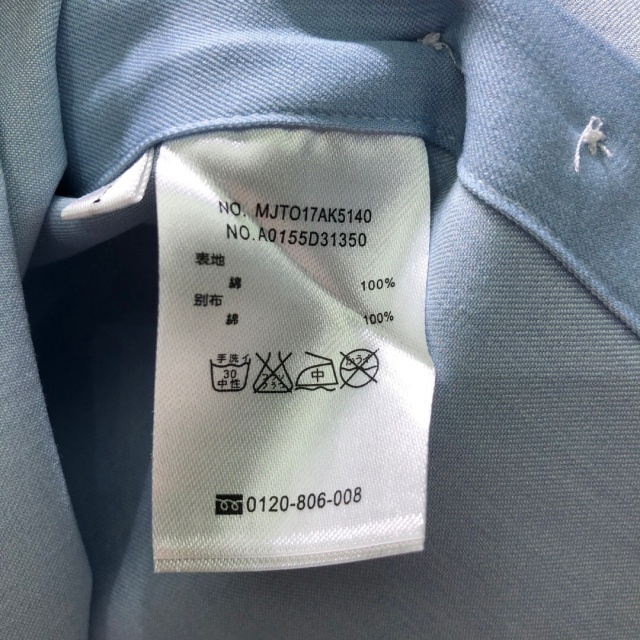 NO. MJTO17AK5140
NO.A0155D31350
表地
綿 100%
別布
綿 100%
手洗イ
30
中性
中
0120-806-008